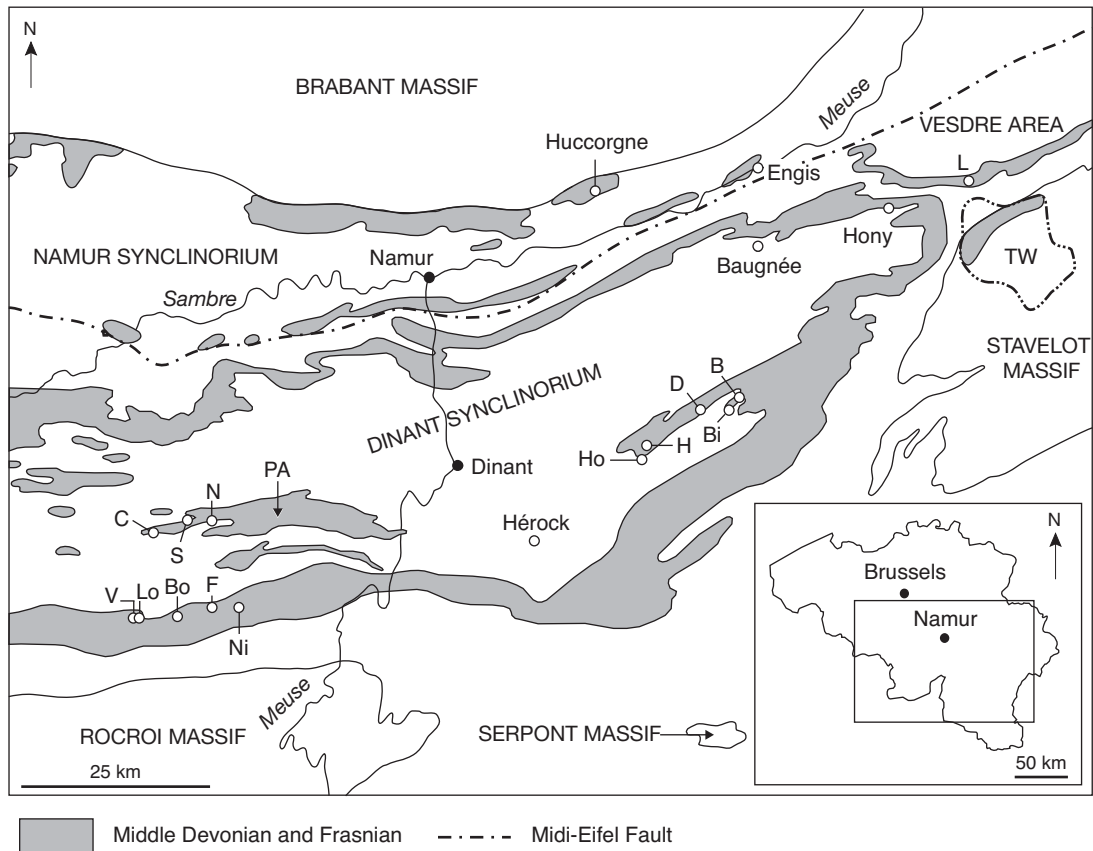 N
BRABANT MASSIF
Meuse
VESDRE AREA
Huccorgne
Engis
L
NAMUR SYNCLINORIUM
Namur
Hony
Baugnée
TW
Sambre
STAVELOT
MASSIF
DINANT SYNCLINORIUM
B
D
Bi
H
Ho
Dinant
PA
N
C
S
Hérock
V
Lo
Bo
F
Ni
N
Brussels
Namur
50 km
Meuse
ROCROI MASSIF
SERPONT MASSIF
25 km
Middle Devonian and Frasnian
Midi-Eifel Fault